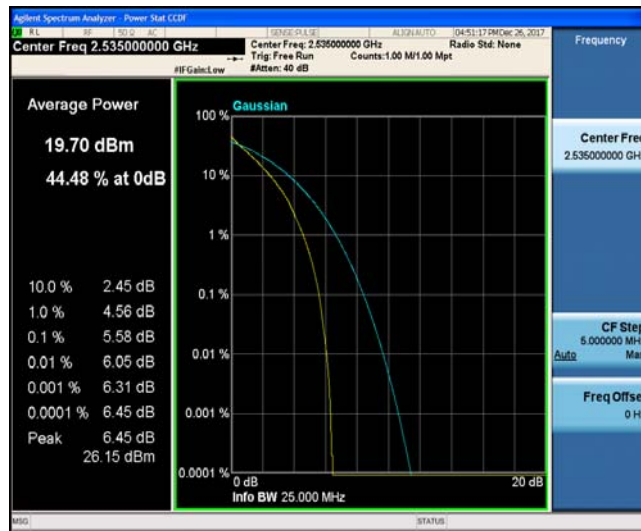 Agilent Spectrum Analyzer - Power Stat CCDF
RL RF 50 Ω AC SENSE:PULSE ALIGN AUTO 04:51:17 PM Dec 26, 2017
Center Freq 2.535000000 GHz
Center Freq: 2.535000000 GHz Radio Std: None
Trig: Free Run Counts:1.00 M/1.00 Mpt
#IFGain:Low #Atten: 40 dB
Frequency
Average Power
19.70 dBm
44.48 % at 0dB
10.0 % 2.45 dB
1.0 % 4.56 dB
0.1 % 5.58 dB
0.01 % 6.05 dB
0.001 % 6.31 dB
0.0001 % 6.45 dB
Peak 6.45 dB
26.15 dBm
Gaussian
100 %
10 %
1 %
0.1 %
0.01 %
0.001 %
0.0001 %
0 dB 20 dB
Info BW 25.000 MHz
Center Freq
2.535000000 GH
CF Step
5.000000 MH
Auto Ma
Freq Offse
0 H
MSG STATUS